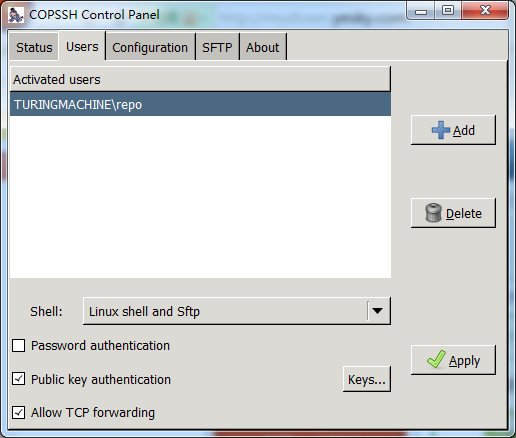 COPSSH Control Panel
Status Users Configuration SFTP About
Activated users
TURINGMACHINE\repo
Add
Delete
Shell: Linux shell and Sftp
Password authentication
Apply
Public key authentication Keys...
Allow TCP forwarding